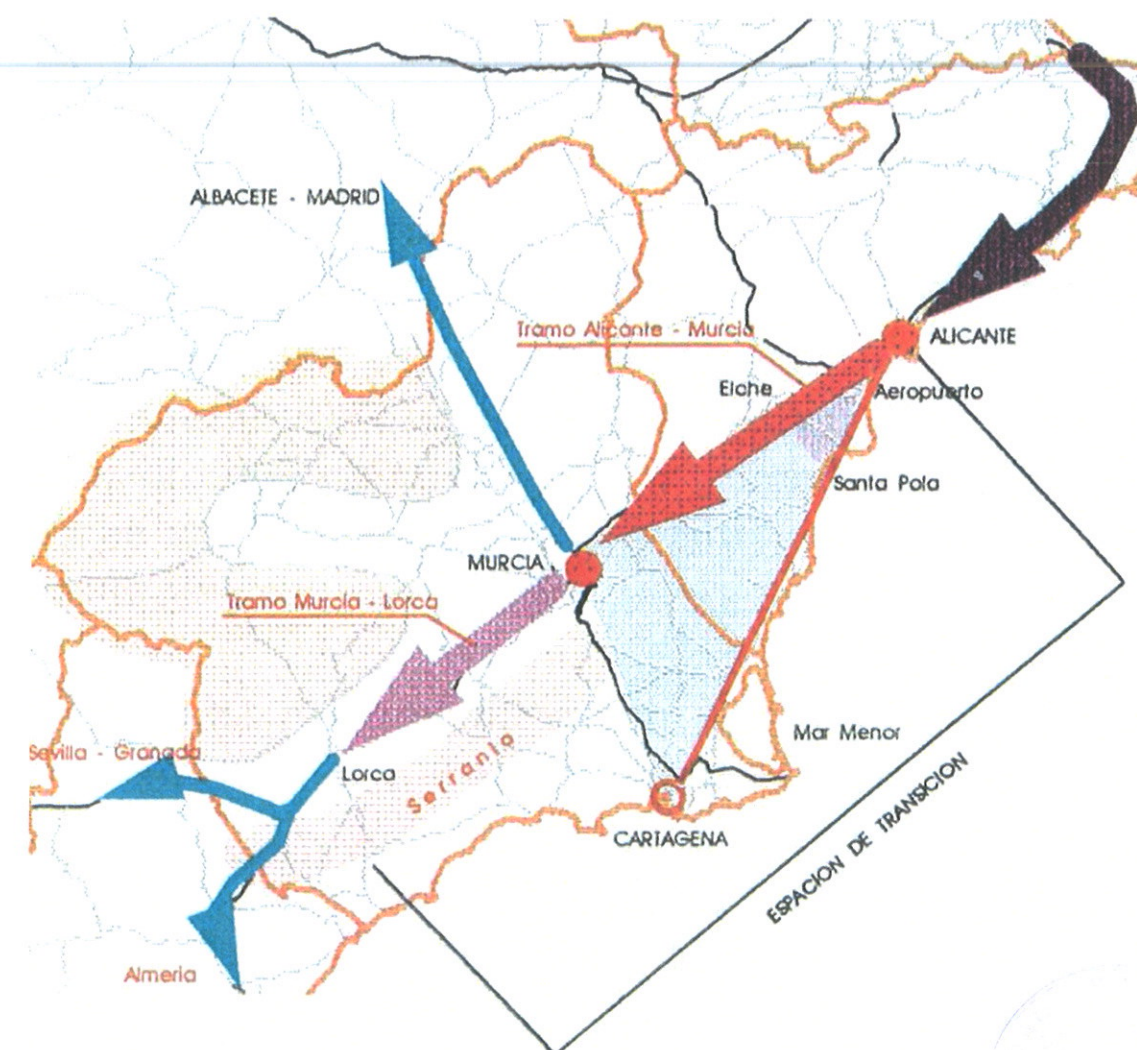 ALBACETE - MADRID
Tramo Alicante - Murcia
ALICANTE
Elche
Aeropuerto
Santa Pola
MURCIA
Tramo Murcia - Lorca
Mar Menor
Sevilla - Granada
Lorca
Serranio
CARTAGENA
ESPACION DE TRANSICION
Almeria